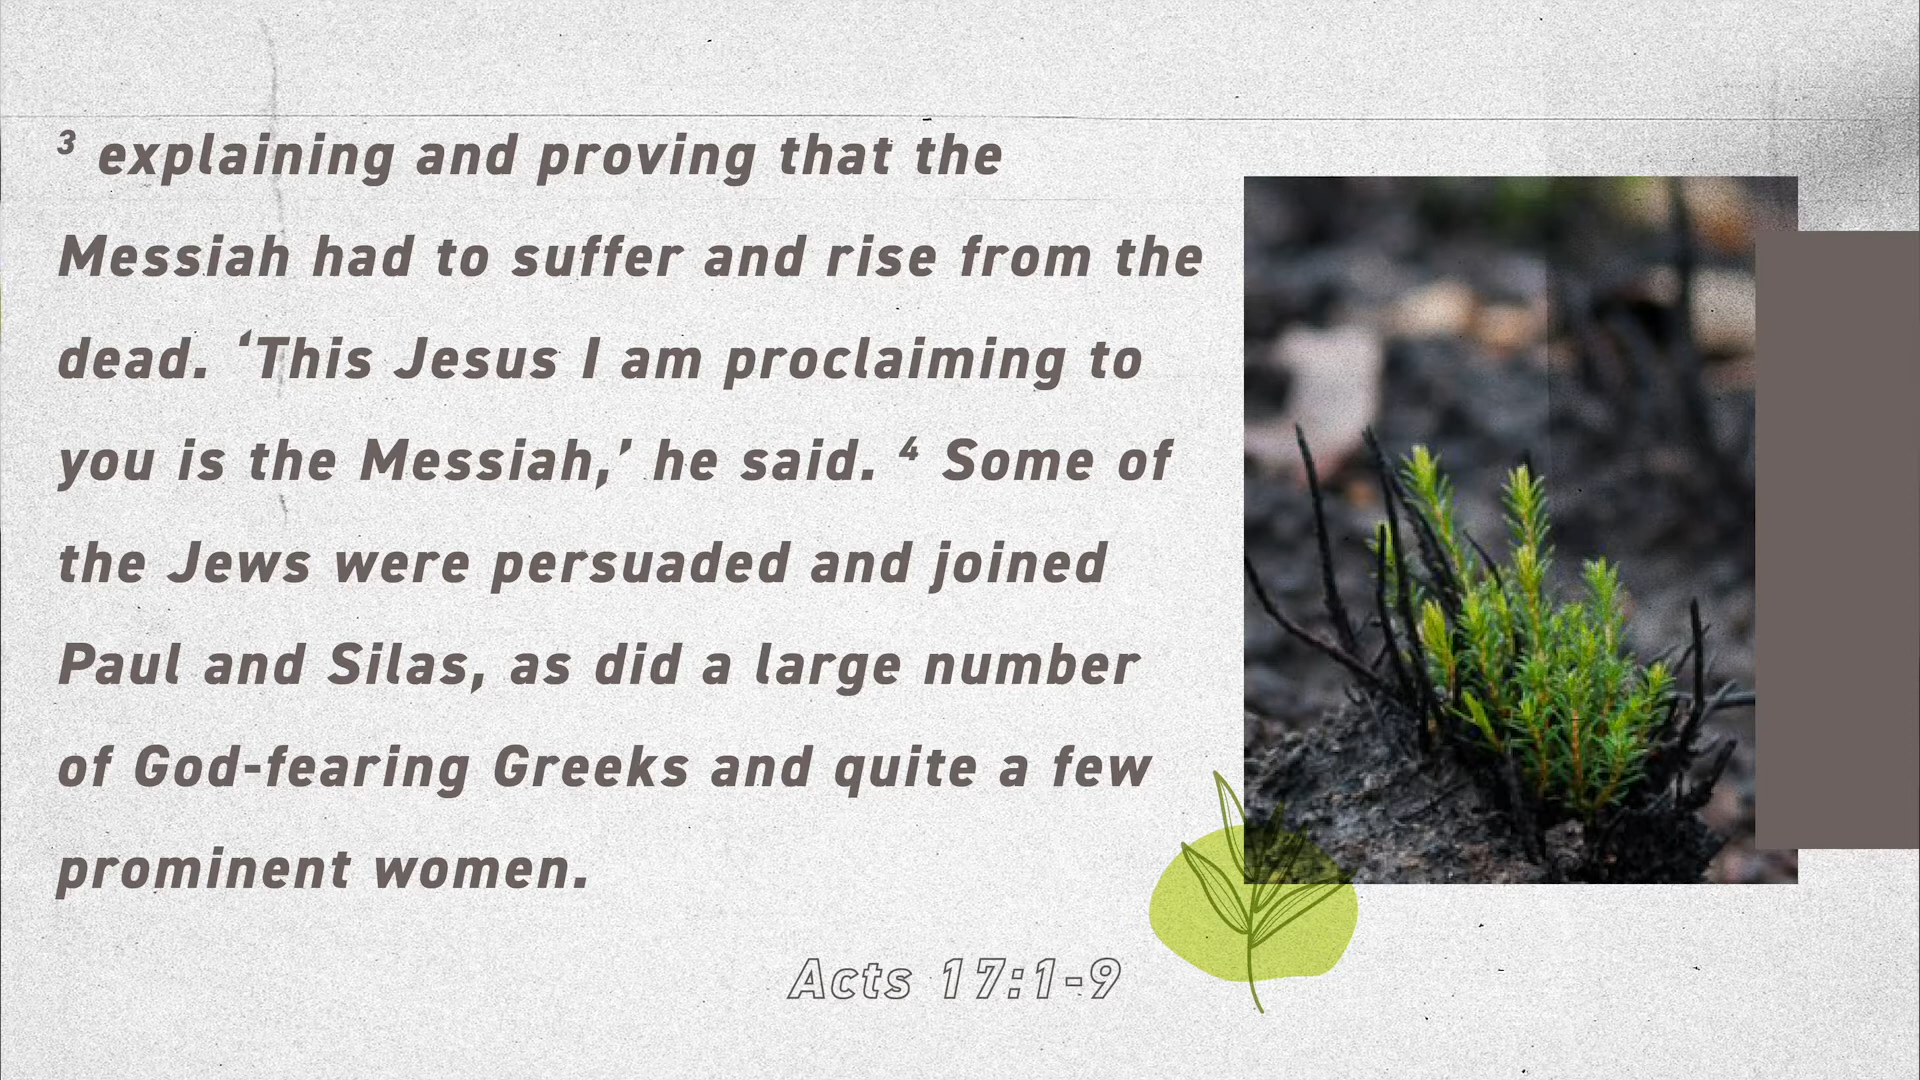 ³ explaining and proving that the
Messiah had to suffer and rise from the
dead. ‘This Jesus I am proclaiming to
you is the Messiah,’ he said. ⁴ Some of
the Jews were persuaded and joined
Paul and Silas, as did a large number
of God-fearing Greeks and quite a few
prominent women.
Acts 17:1-9